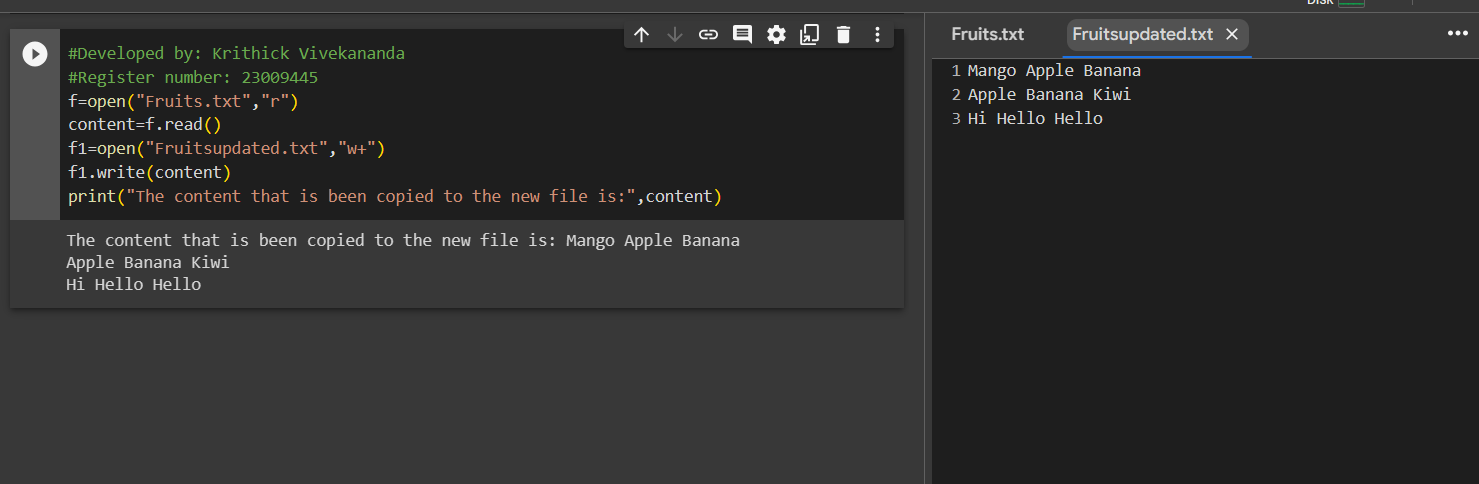 Disk
#Developed by: Krithick Vivekananda
#Register number: 23009445
f=open("Fruits.txt","r")
content=f.read()
f1=open("Fruitsupdated.txt","w+")
f1.write(content)
print("The content that is been copied to the new file is:",content)
The content that is been copied to the new file is: Mango Apple Banana
Apple Banana Kiwi
Hi Hello Hello
Fruits.txt Fruitsupdated.txt
1 Mango Apple Banana
2 Apple Banana Kiwi
3 Hi Hello Hello